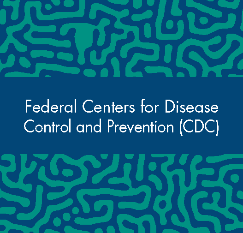 Federal Centers for Disease
Control and Prevention (CDC)